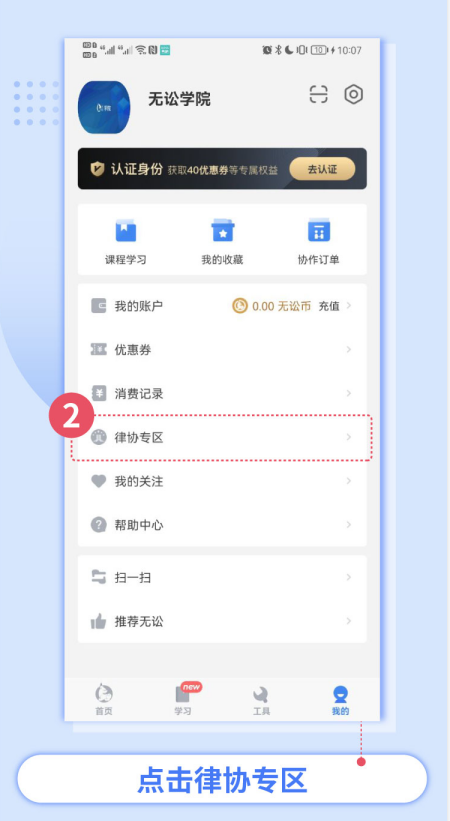 10:07
无讼学院
认证身份 获取40优惠券等专属权益 去认证
课程学习 我的收藏 协作订单
我的账户 0.00 无讼币 充值
优惠券
消费记录
2
律协专区
我的关注
帮助中心
扫一扫
推荐无讼
new
首页 学习 工具 我的
点击律协专区